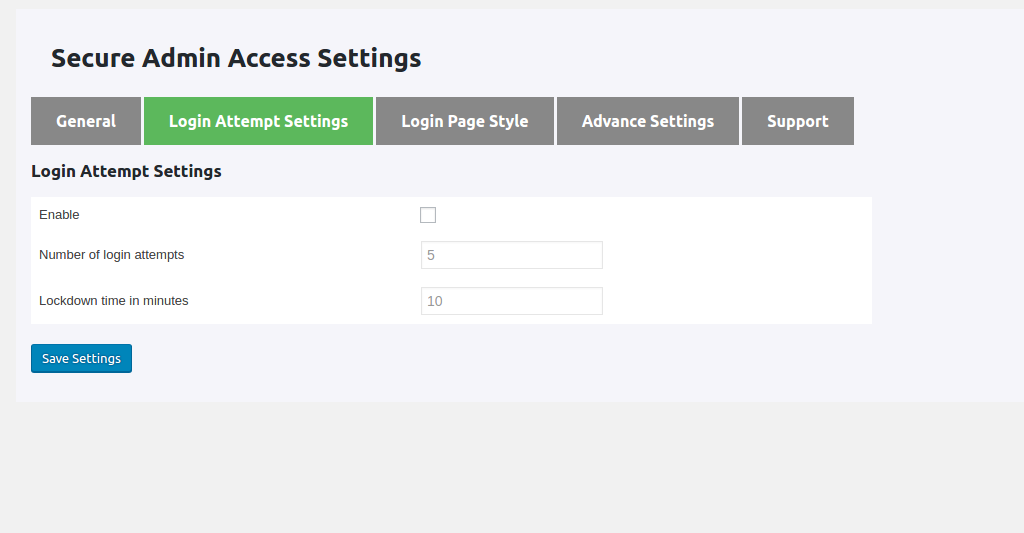 Secure Admin Access Settings
General Login Attempt Settings Login Page Style Advance Settings Support
Login Attempt Settings
Enable
Number of login attempts 5
Lockdown time in minutes 10
Save Settings